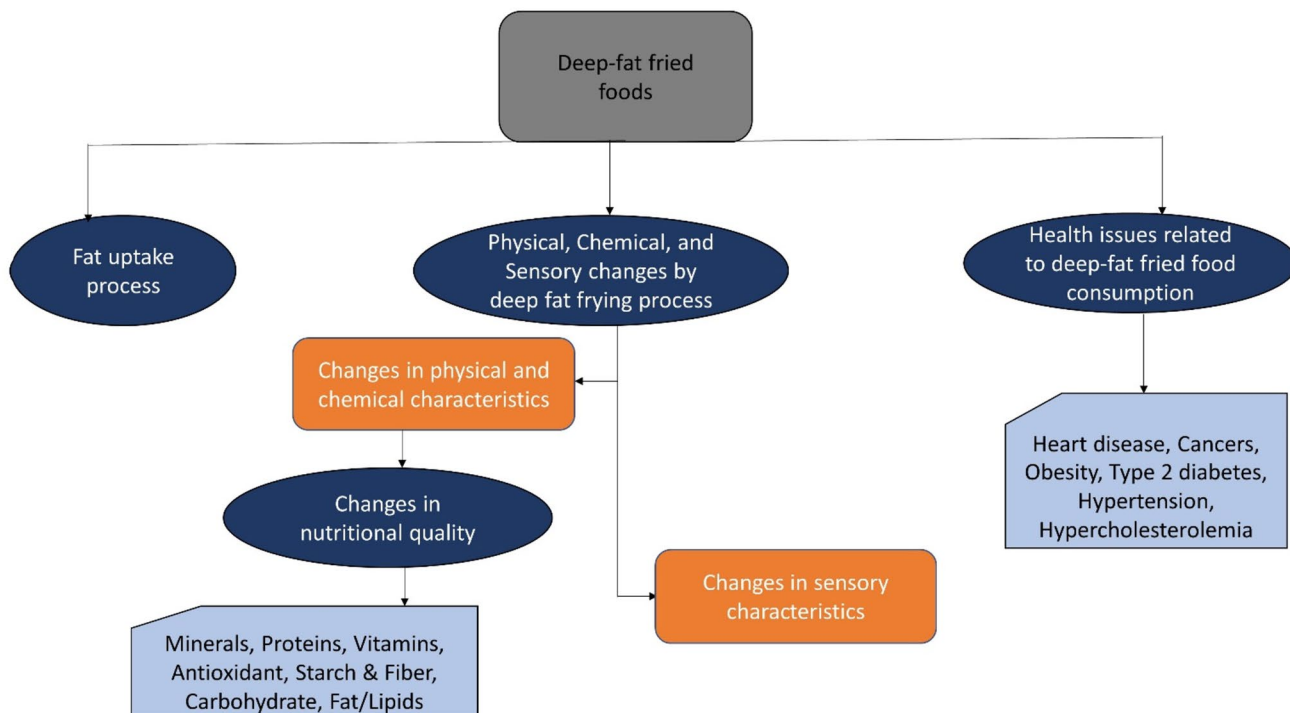 Deep-fat fried
foods
Fat uptake
process
Physical, Chemical, and
Sensory changes by
deep fat frying process
Health issues related
to deep-fat fried food
consumption
Changes in physical and
chemical characteristics
Heart disease, Cancers,
Obesity, Type 2 diabetes,
Hypertension,
Hypercholesterolemia
Changes in
nutritional quality
Changes in sensory
characteristics
Minerals, Proteins, Vitamins,
Antioxidant, Starch & Fiber,
Carbohydrate, Fat/Lipids